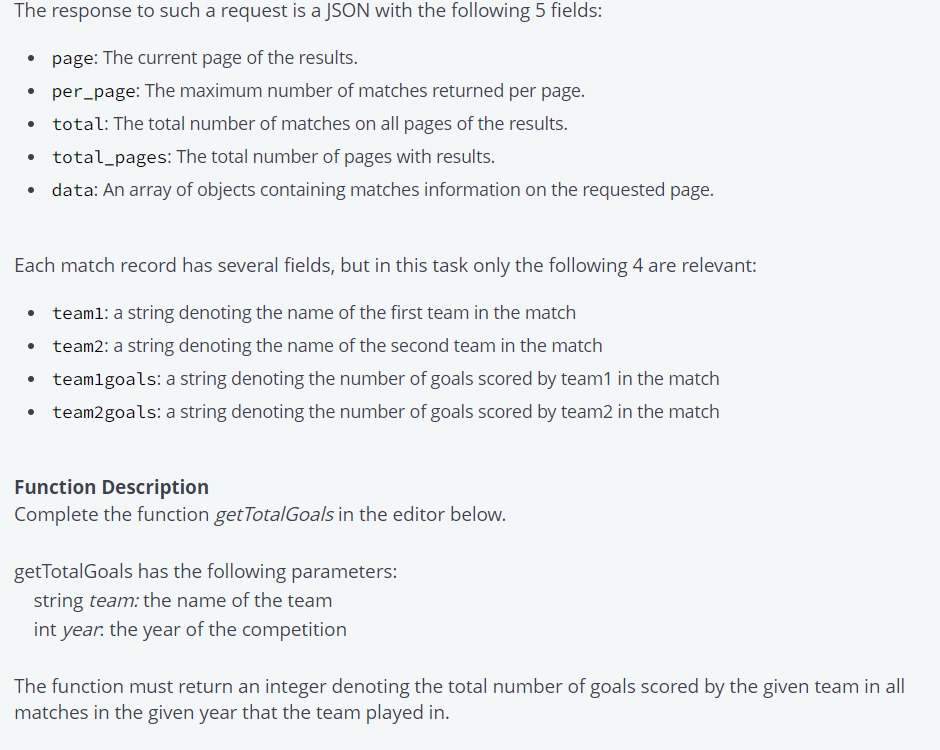 The response to such a request is a JSON with the following 5 fields:
• page: The current page of the results.
• per_page: The maximum number of matches returned per page.
• total: The total number of matches on all pages of the results.
• total_pages: The total number of pages with results.
• data: An array of objects containing matches information on the requested page.
Each match record has several fields, but in this task only the following 4 are relevant:
• team1: a string denoting the name of the first team in the match
• team2: a string denoting the name of the second team in the match
• team1goals: a string denoting the number of goals scored by team1 in the match
• team2goals: a string denoting the number of goals scored by team2 in the match
Function Description
Complete the function getTotalGoals in the editor below.
getTotalGoals has the following parameters:
string team: the name of the team
int year: the year of the competition
The function must return an integer denoting the total number of goals scored by the given team in all
matches in the given year that the team played in.